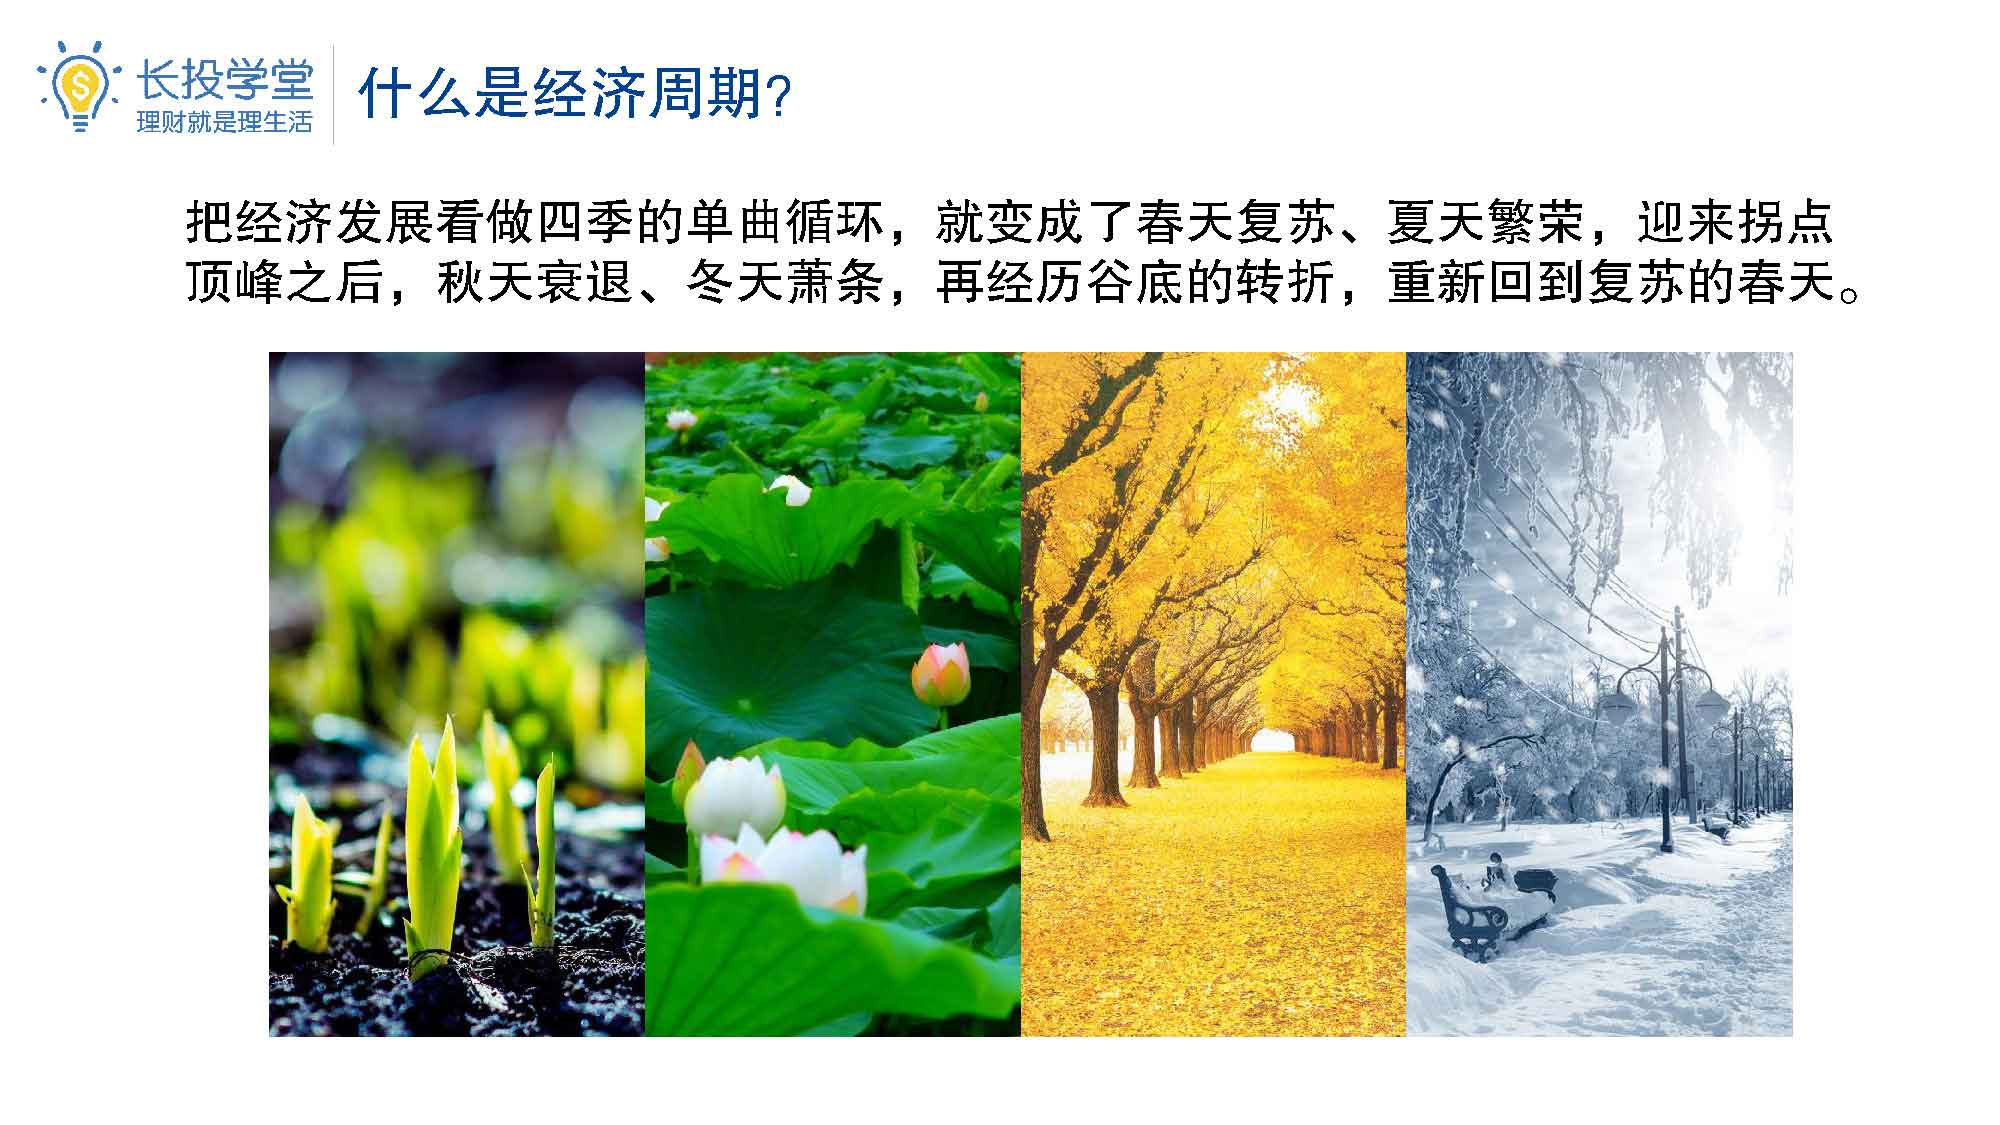 长投学堂
理财就是理生活
什么是经济周期?
把经济发展看做四季的单曲循环，就变成了春天复苏、夏天繁荣，迎来拐点
顶峰之后，秋天衰退、冬天萧条，再经历谷底的转折，重新回到复苏的春天。